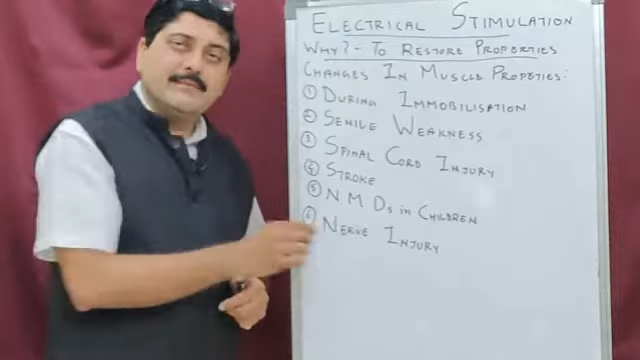 ELECTRICAL STIMULATION
WHY? - TO RESTORE PROPERTIES
CHANGES IN MUSCLE PROPETIES:
① DURING IMMOBILISATION
② SENILE WEAKNESS
③ SPINAL CORD INJURY
④ STROKE
⑤ N M Ds in CHILDREN
⑥ NERVE INJURY